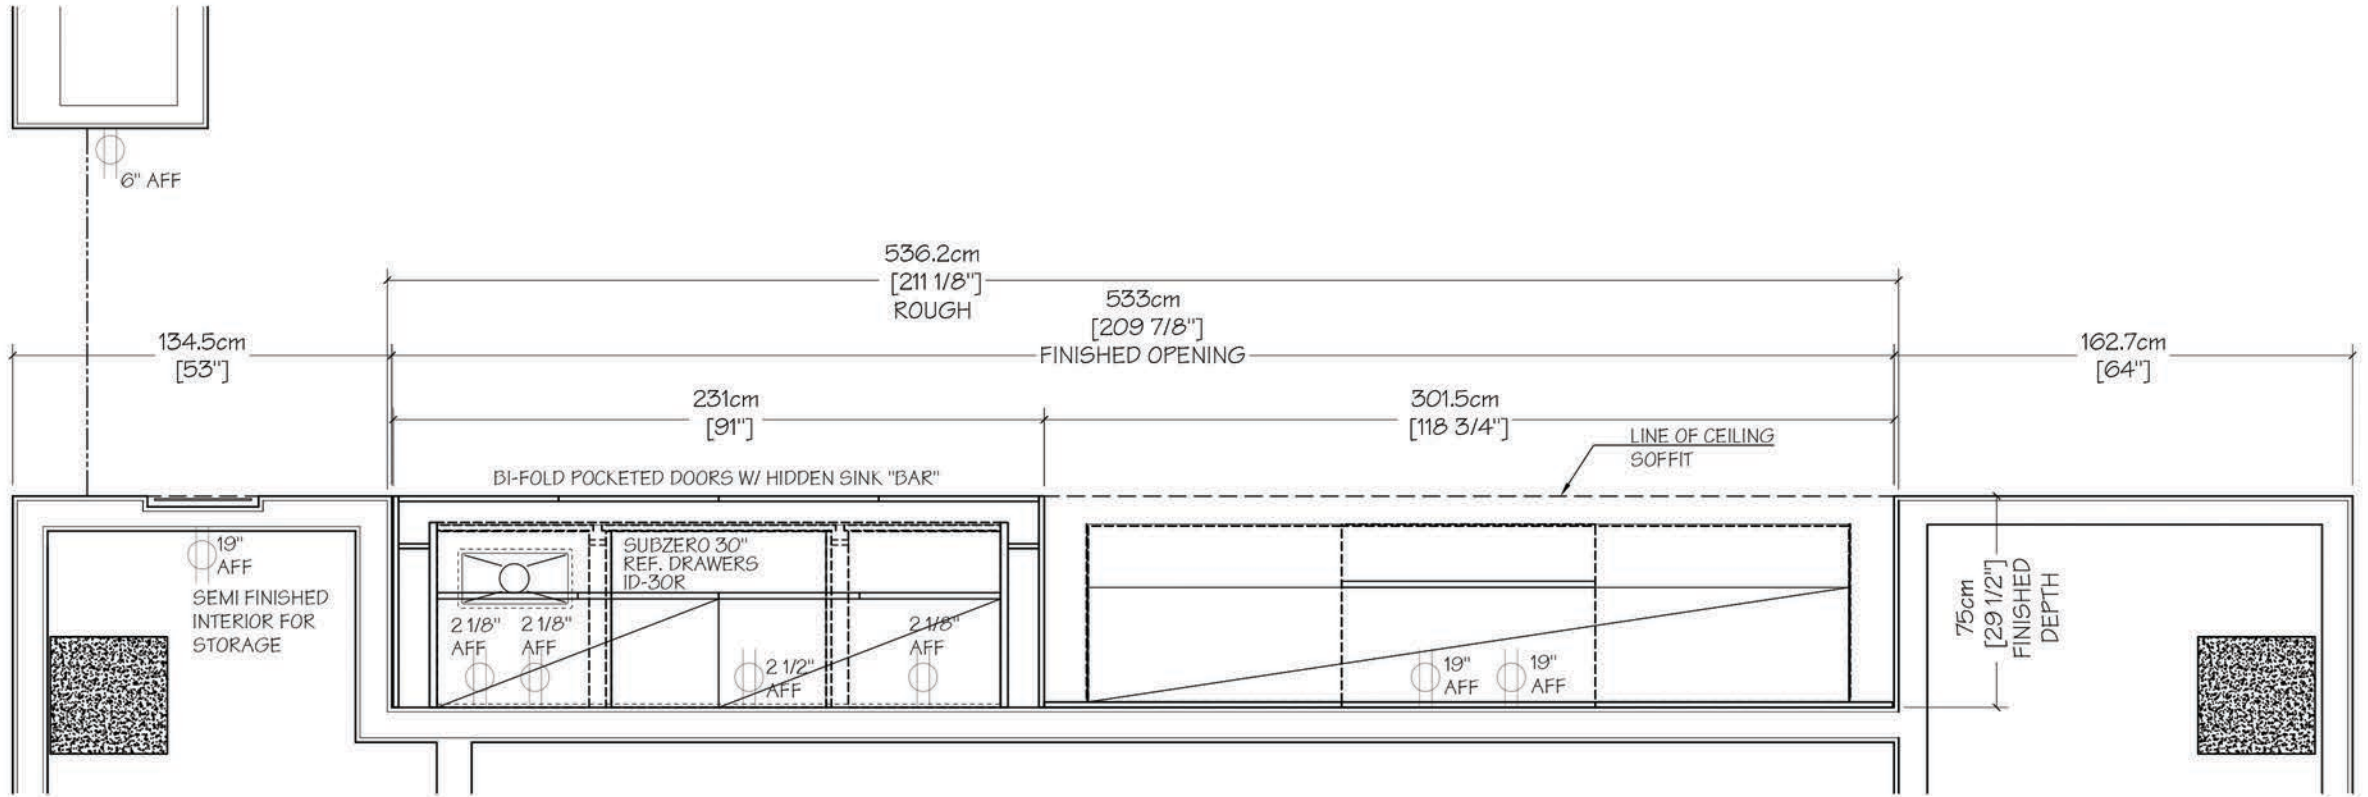 6" AFF
536.2cm
[211 1/8"]
ROUGH
533cm
[209 7/8"]
FINISHED OPENING
134.5cm
[53"]
162.7cm
[64"]
231cm
[91"]
301.5cm
[118 3/4"]
LINE OF CEILING
SOFFIT
BI-FOLD POCKETED DOORS W/ HIDDEN SINK "BAR"
19"
AFF
SEMI FINISHED
INTERIOR FOR
STORAGE
SUBZERO 30"
REF. DRAWERS
ID-30R
2 1/8"
AFF
2 1/8"
AFF
2 1/2"
AFF
2 1/8"
AFF
19"
AFF
19"
AFF
75cm
[29 1/2"]
FINISHED
DEPTH